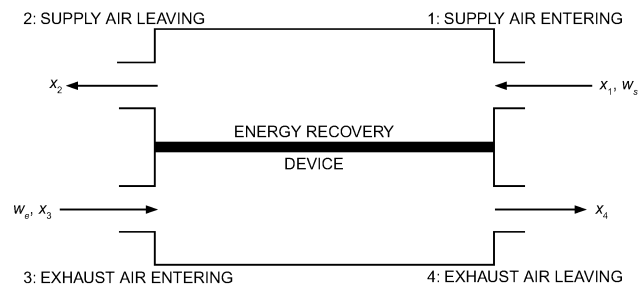 2: SUPPLY AIR LEAVING
1: SUPPLY AIR ENTERING
x₂
x₁, wₛ
ENERGY RECOVERY
DEVICE
wₑ, x₃
x₄
3: EXHAUST AIR ENTERING
4: EXHAUST AIR LEAVING